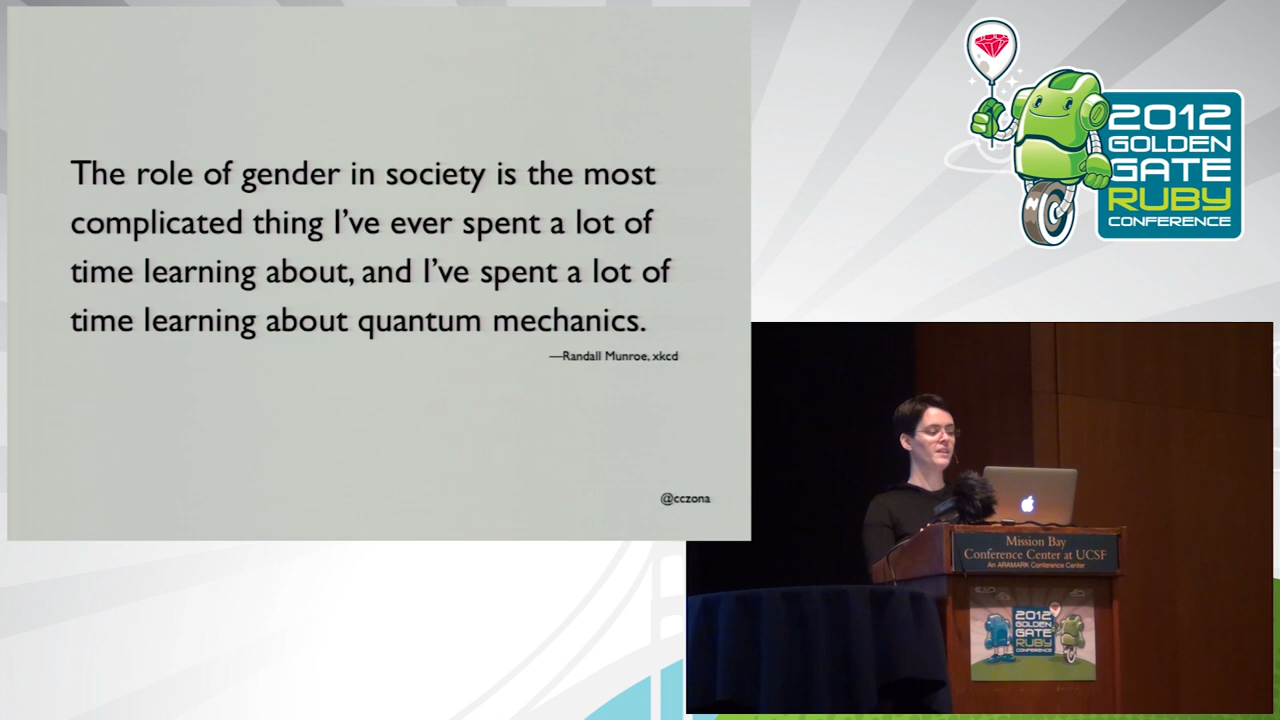 The role of gender in society is the most
complicated thing I've ever spent a lot of
time learning about, and I've spent a lot of
time learning about quantum mechanics.
—Randall Munroe, xkcd
@cczona
2012
GOLDEN
GATE
RUBY
CONFERENCE
Mission Bay
Conference Center at UCSF
An ARAMARK Conference Center
2012
GOLDEN
GATE
RUBY
CONFERENCE